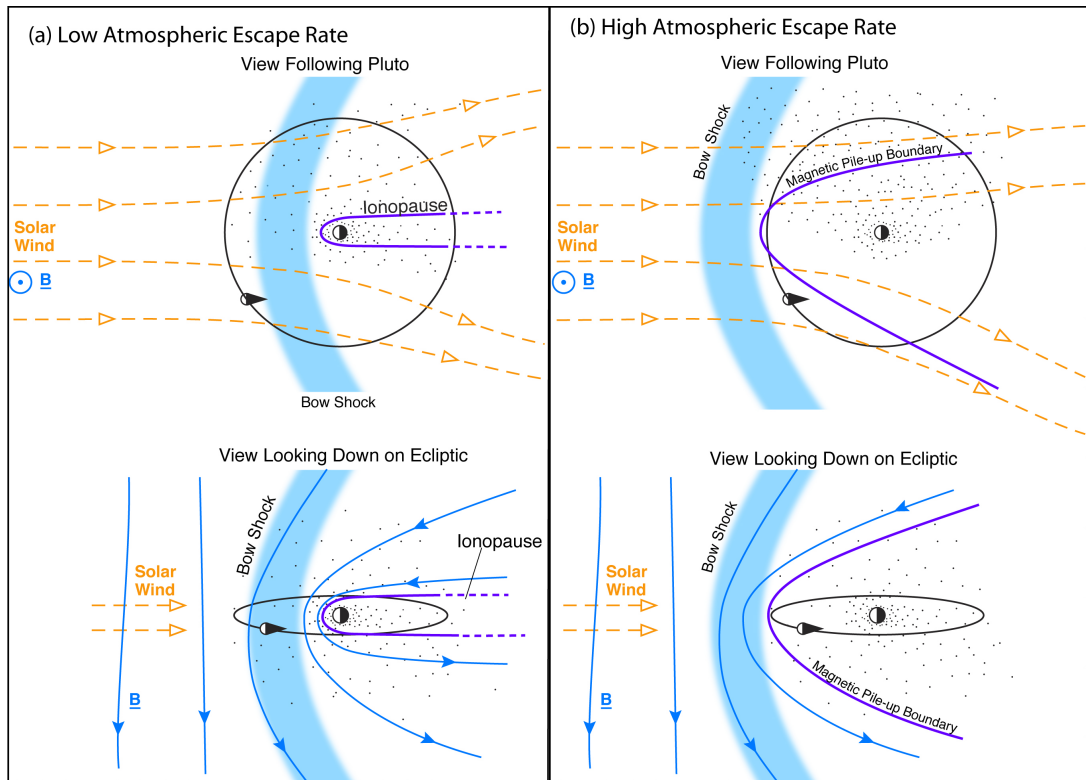 (a) Low Atmospheric Escape Rate
View Following Pluto
Ionopause
Solar
Wind
B
Bow Shock
View Looking Down on Ecliptic
Bow Shock
Ionopause
Solar
Wind
B
(b) High Atmospheric Escape Rate
View Following Pluto
Bow Shock
Magnetic Pile-up Boundary
Solar
Wind
B
View Looking Down on Ecliptic
Bow Shock
Solar
Wind
B
Magnetic Pile-up Boundary